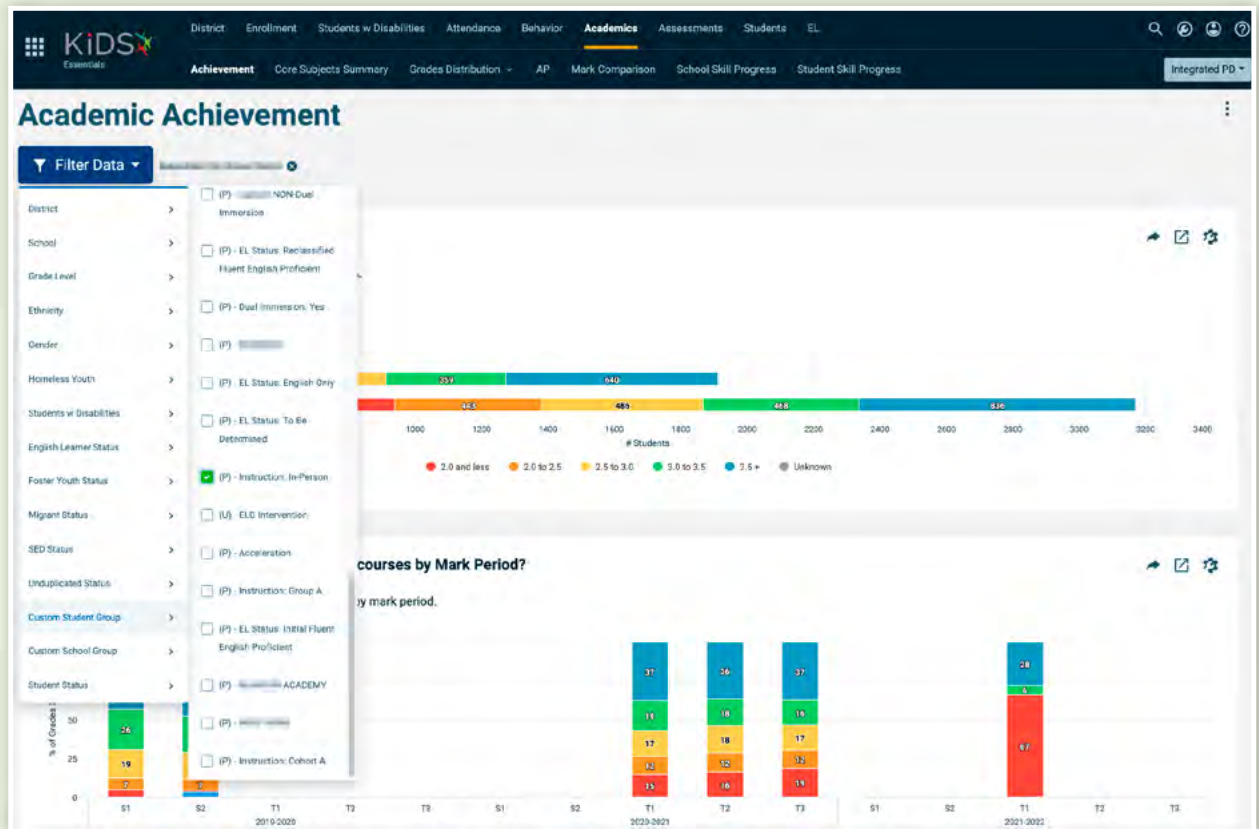 KiDS
Essentials
District Enrollment Students w Disabilities Attendance Behavior Academics Assessments Students EL
Achievement Core Subjects Summary Grades Distribution AP Mark Comparison School Skill Progress Student Skill Progress
Integrated PD
Academic Achievement
Filter Data
District
School
Grade Level
Ethnicity
Gender
Homeless Youth
Students w Disabilities
English Learner Status
Foster Youth Status
Migrant Status
SED Status
Unduplicated Status
Custom Student Group
Custom School Group
Student Status
(P) - NON-Dual
Immersion
(P) - EL Status: Reclassified
Fluent English Proficient
(P) - Dual Immersion: Yes
(P) -
(P) - EL Status: English Only
(P) - EL Status: To Be
Determined
(P) - Instruction: In-Person
(U) - ELD Intervention
(P) - Acceleration
(P) - Instruction: Group A
(P) - EL Status: Initial Fluent
English Proficient
(P) - ACADEMY
(P) -
(P) - Instruction: Cohort A
359 640
443 486 468 836
1000 1200 1400 1600 1800 2000 2200 2400 2600 2800 3000 3200 3400
# Students
2.0 and less 2.0 to 2.5 2.5 to 3.0 3.0 to 3.5 3.5 + Unknown
courses by Mark Period?
by mark period.
% of Grades
50
25
0
26
19
7
37 36 37
18
17 18 17
12 12 12
15 16
28
6
67
S1 S2 T1 T2 T3 S1 S2 T1 T2 T3 S1 S2 T1 T2 T3
2019-2020 2020-2021 2021-2022